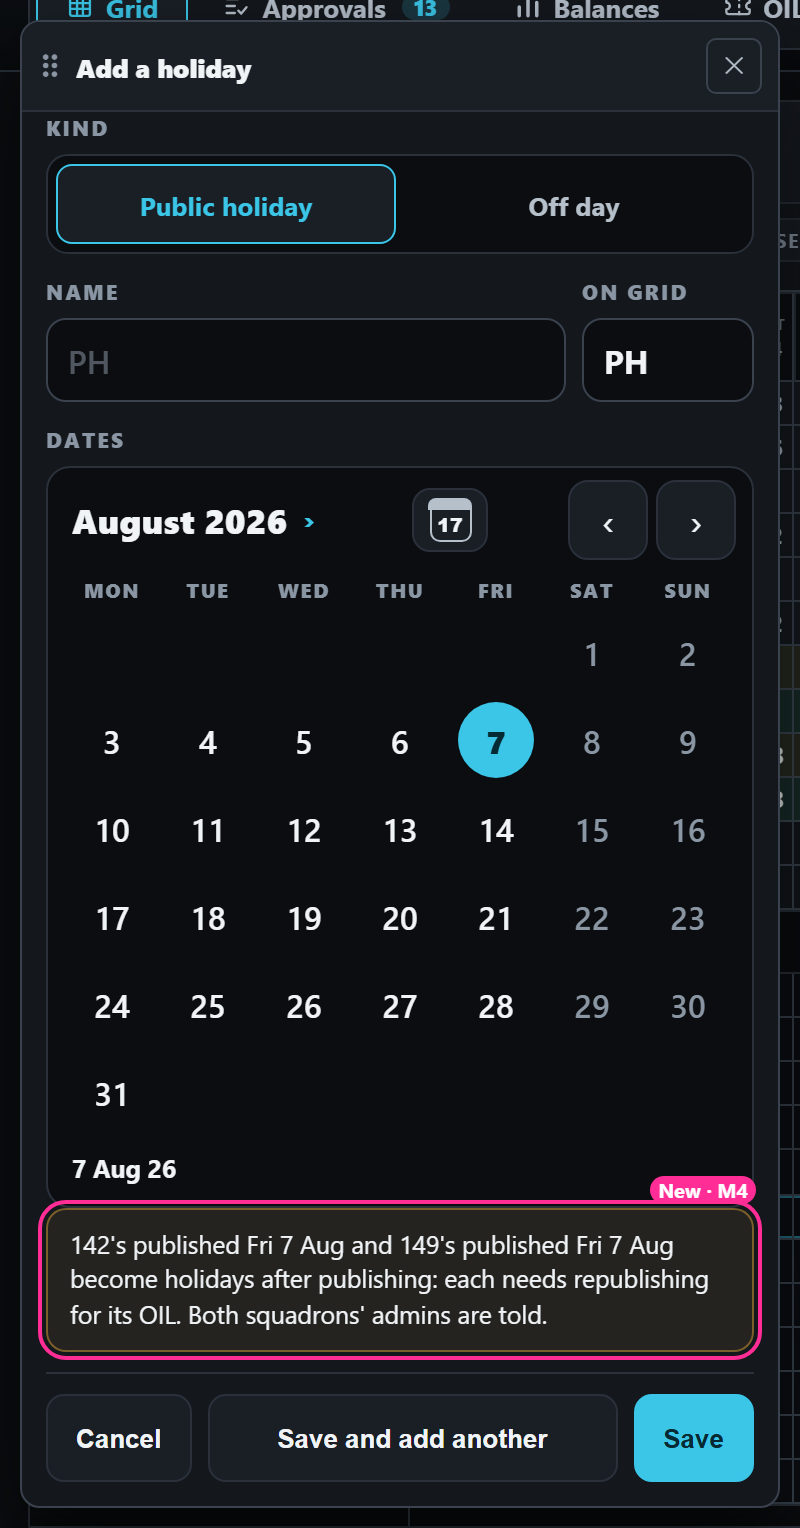 Grid Approvals 13 Balances OIL
Add a holiday
KIND
Public holiday Off day
NAME ON GRID
PH PH
DATES
August 2026 › 17 ‹ ›
MON TUE WED THU FRI SAT SUN
1 2
3 4 5 6 7 8 9
10 11 12 13 14 15 16
17 18 19 20 21 22 23
24 25 26 27 28 29 30
31
7 Aug 26
New · M4
142's published Fri 7 Aug and 149's published Fri 7 Aug
become holidays after publishing: each needs republishing
for its OIL. Both squadrons' admins are told.
Cancel Save and add another Save